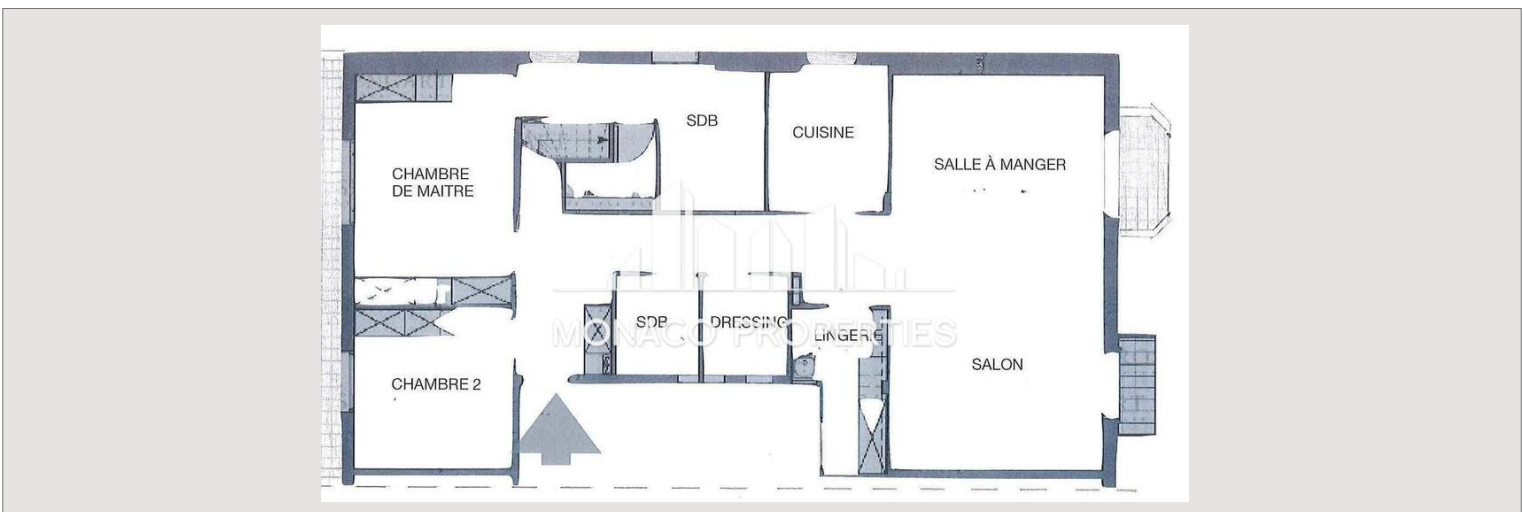 SDB
CUISINE
SALLE À MANGER
CHAMBRE
DE MAITRE
SDB
DRESSING
LINGERIE
MONACO PROPERTIES
SALON
CHAMBRE 2